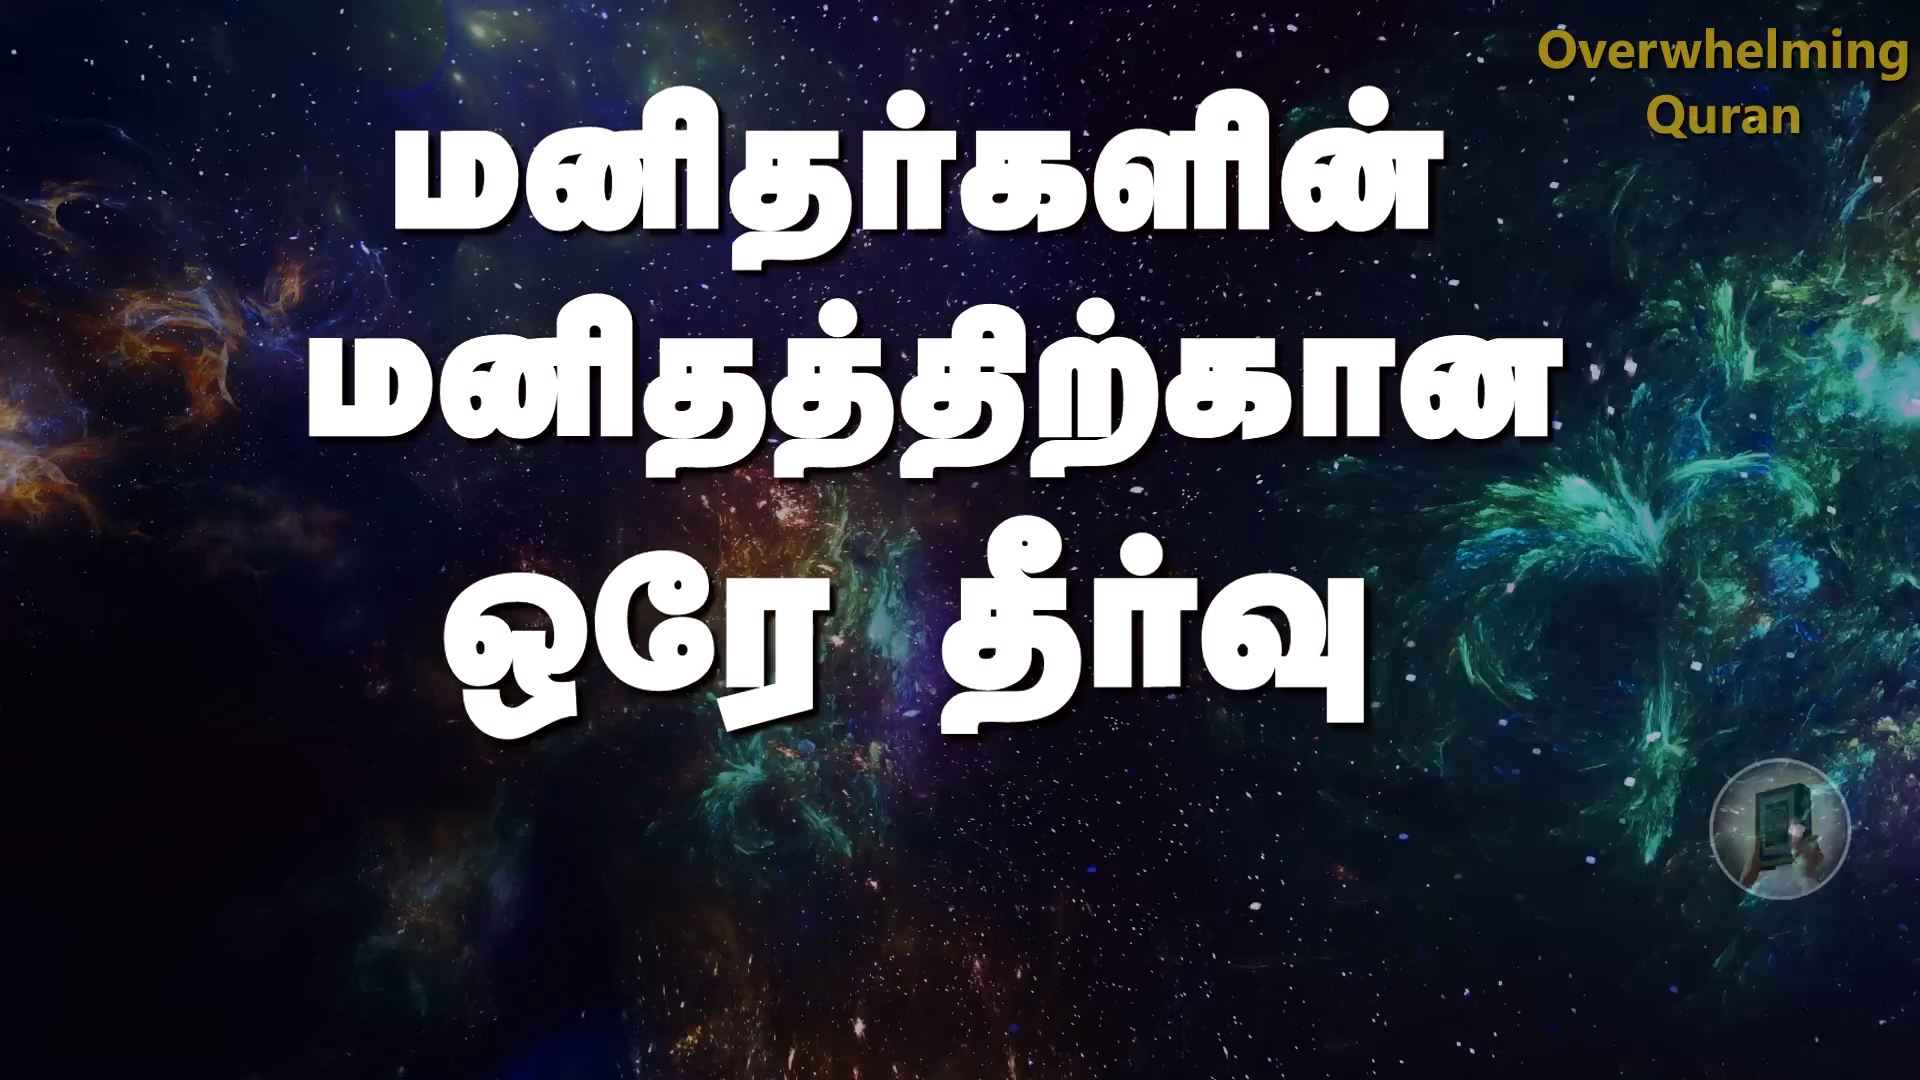 Overwhelming
Quran
மனிதர்களின்
மனிதத்திற்கான
ஒரே தீர்வு